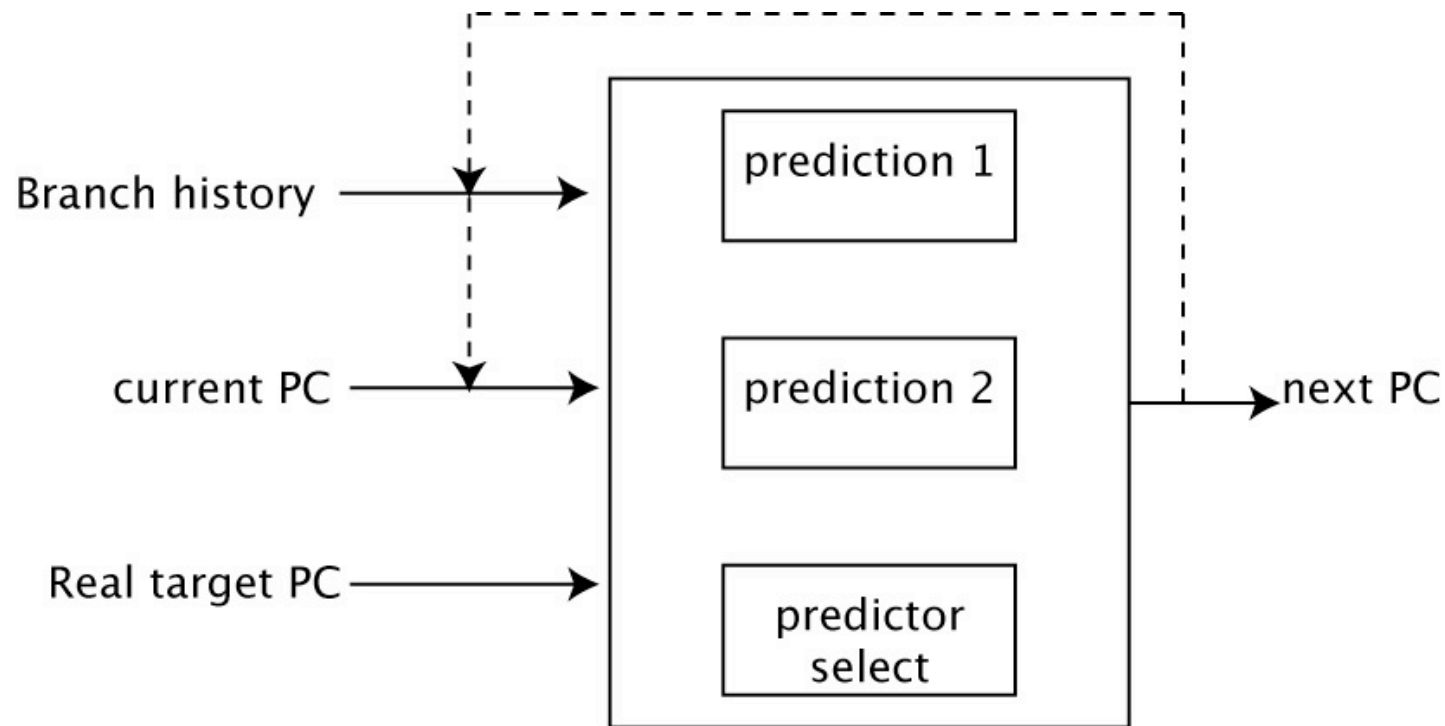 prediction 1
Branch history
current PC
prediction 2
next PC
Real target PC
predictor
select